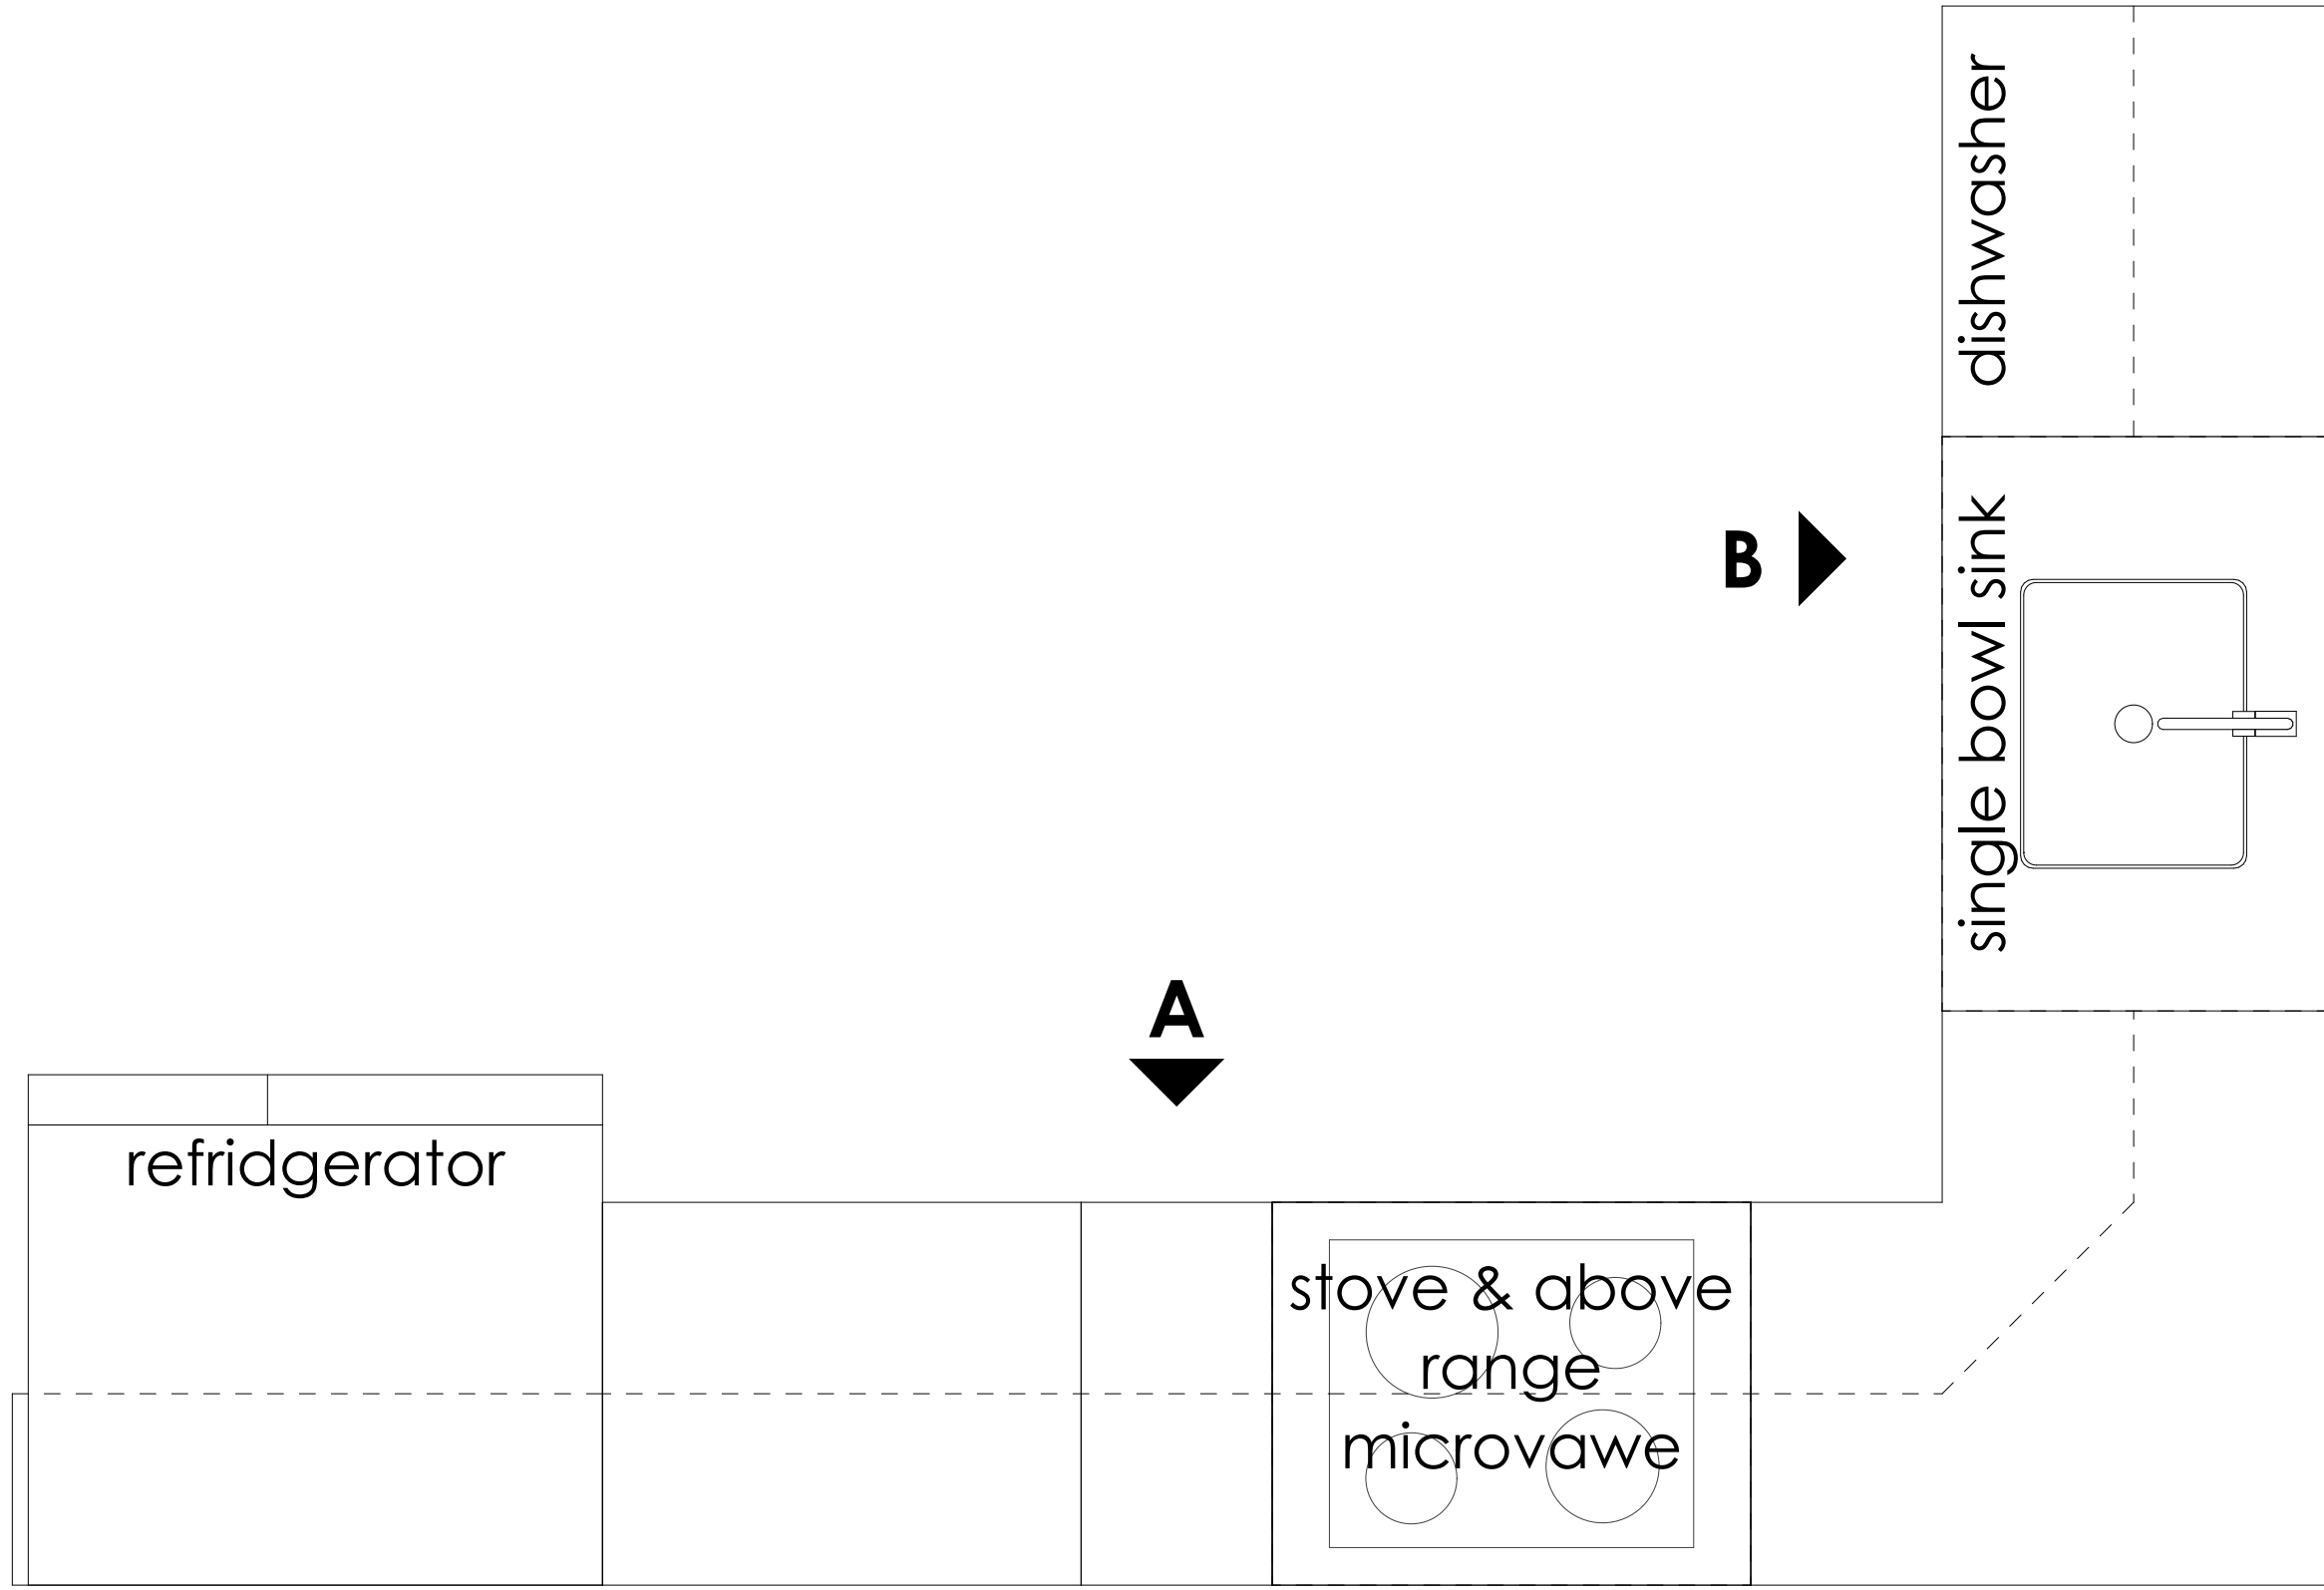 dishwasher
B
single bowl sink
A
refridgerator
stove & above
range
microvawe